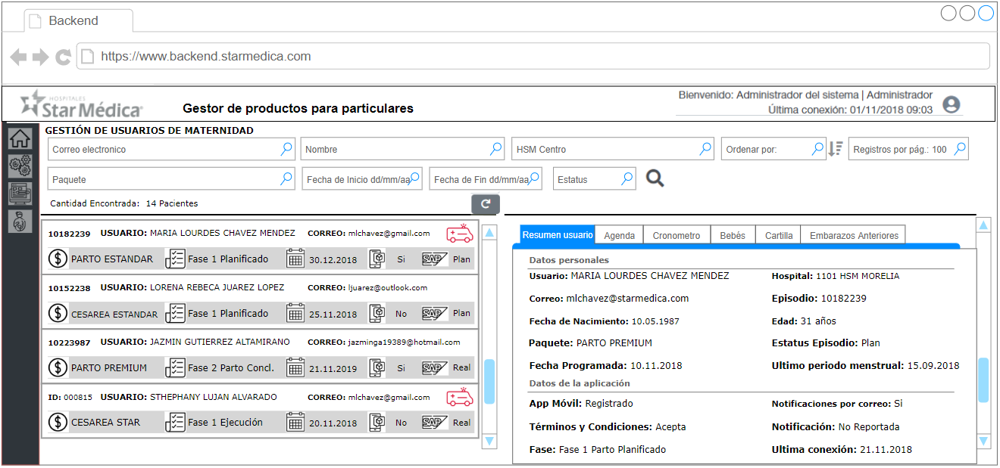 Backend
https://www.backend.starmedica.com
HOSPITALES
Star Médica
Gestor de productos para particulares
Bienvenido: Administrador del sistema | Administrador
Última conexión: 01/11/2018 09:03
GESTIÓN DE USUARIOS DE MATERNIDAD
Correo electronico
Nombre
HSM Centro
Ordenar por:
Registros por pág.: 100
Paquete
Fecha de Inicio dd/mm/aa
Fecha de Fin dd/mm/aa
Estatus
Cantidad Encontrada: 14 Pacientes
10182239 USUARIO: MARIA LOURDES CHAVEZ MENDEZ CORREO: mlchavez@gmail.com
$ PARTO ESTANDAR Fase 1 Planificado 30.12.2018 Si SAP Plan
10152238 USUARIO: LORENA REBECA JUAREZ LOPEZ CORREO: ljuarez@outlook.com
$ CESAREA ESTANDAR Fase 1 Planificado 25.11.2018 No SAP Plan
10223987 USUARIO: JAZMIN GUTIERREZ ALTAMIRANO CORREO: jazminga19389@hotmail.com
$ PARTO PREMIUM Fase 2 Parto Concl. 21.11.2019 Si SAP Real
ID: 000815 USUARIO: STHEPHANY LUJAN ALVARADO CORREO: mlchavez@gmail.com
$ CESAREA STAR Fase 1 Ejecución 20.11.2018 No SAP Real
Resumen usuario Agenda Cronometro Bebés Cartilla Embarazos Anteriores
Datos personales
Usuario: MARIA LOURDES CHAVEZ MENDEZ Hospital: 1101 HSM MORELIA
Correo: mlchavez@starmedica.com Episodio: 10182239
Fecha de Nacimiento: 10.05.1987 Edad: 31 años
Paquete: PARTO PREMIUM Estatus Episodio: Plan
Fecha Programada: 10.11.2018 Ultimo periodo menstrual: 15.09.2018
Datos de la aplicación
App Móvil: Registrado Notificaciones por correo: Si
Términos y Condiciones: Acepta Notificación: No Reportada
Fase: Fase 1 Parto Planificado Ultima conexión: 21.11.2018